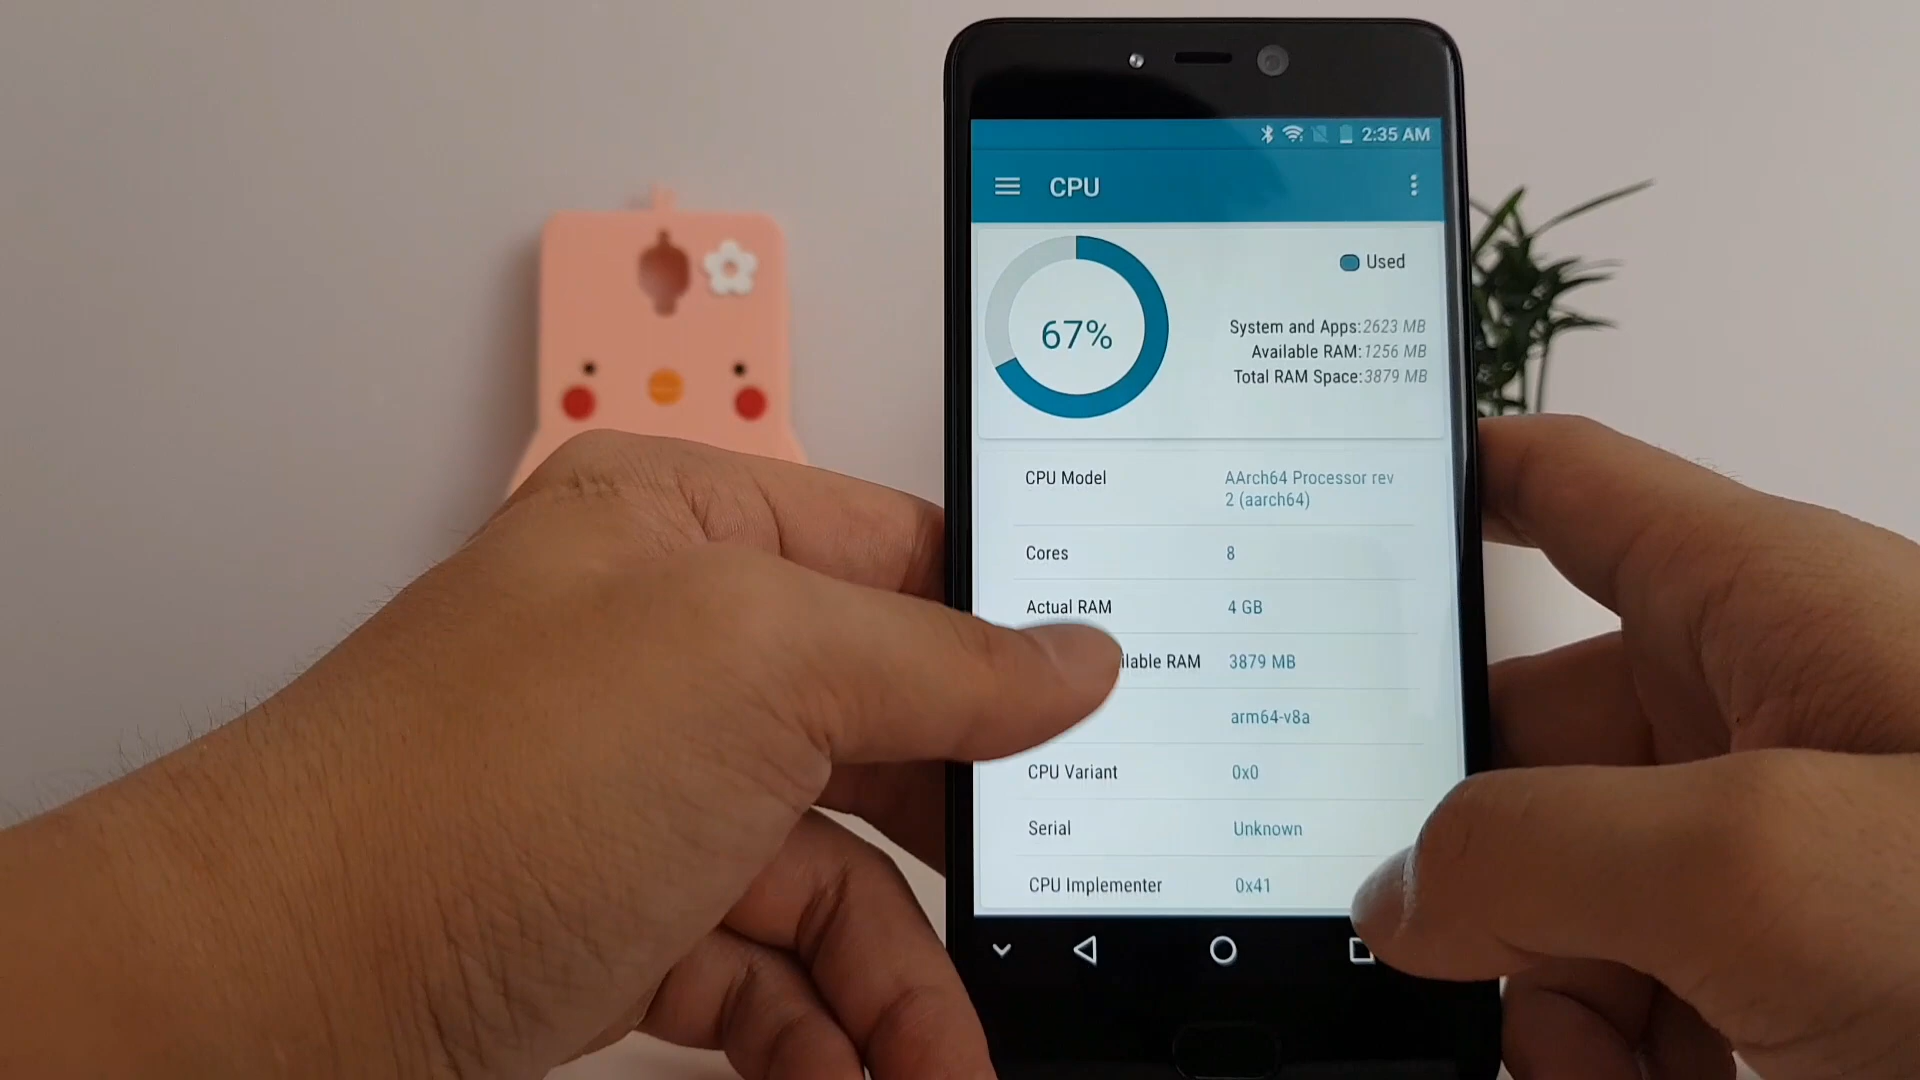 2:35 AM
CPU
67%
Used
System and Apps:2623 MB
Available RAM:1256 MB
Total RAM Space:3879 MB
CPU Model
AArch64 Processor rev
2 (aarch64)
Cores 8
Actual RAM 4 GB
RAM 3879 MB
arm64-v8a
CPU Variant 0x0
Serial Unknown
CPU Implementer 0x41